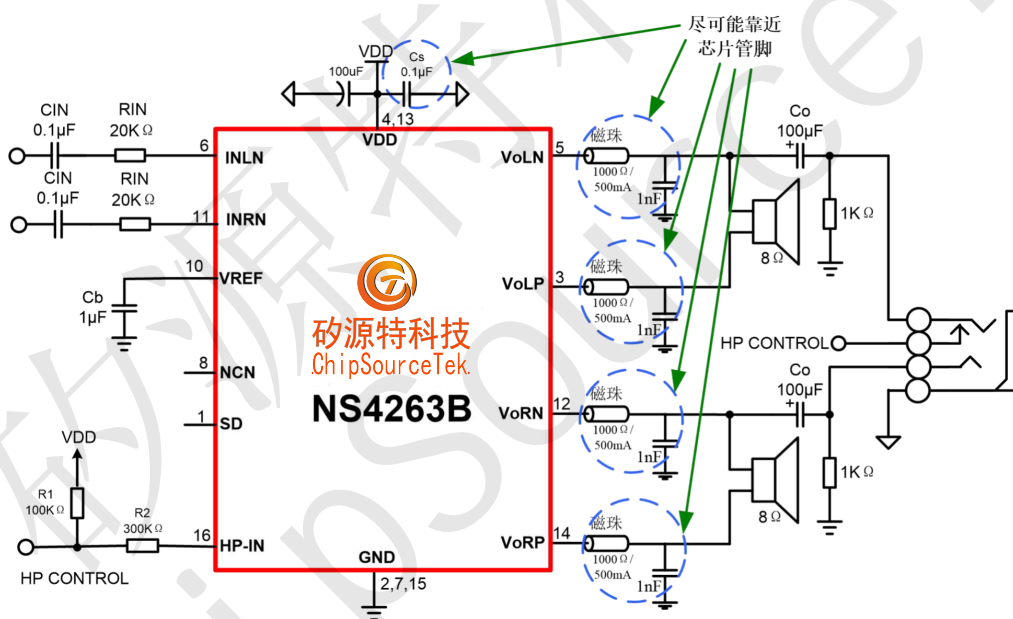 尽可能靠近
芯片管脚
VDD
100uF
Cs
0.1μF
4,13
VDD
CIN
0.1μF
RIN
20KΩ
6
INLN
CIN
0.1μF
RIN
20KΩ
11
INRN
10
VREF
Cb
1μF
8
NCN
1
SD
VDD
R1
100KΩ
R2
300KΩ
16
HP-IN
HP CONTROL
GND
2,7,15
矽源特科技
ChipSourceTek.
NS4263B
VoLN
5
磁珠
1000Ω/
500mA
1nF
VoLP
3
磁珠
1000Ω/
500mA
1nF
VoRN
12
磁珠
1000Ω/
500mA
1nF
VoRP
14
磁珠
1000Ω/
500mA
1nF
Co
100μF
+
8Ω
1KΩ
HP CONTROL
Co
100μF
+
8Ω
1KΩ
矽源特科
ipSource